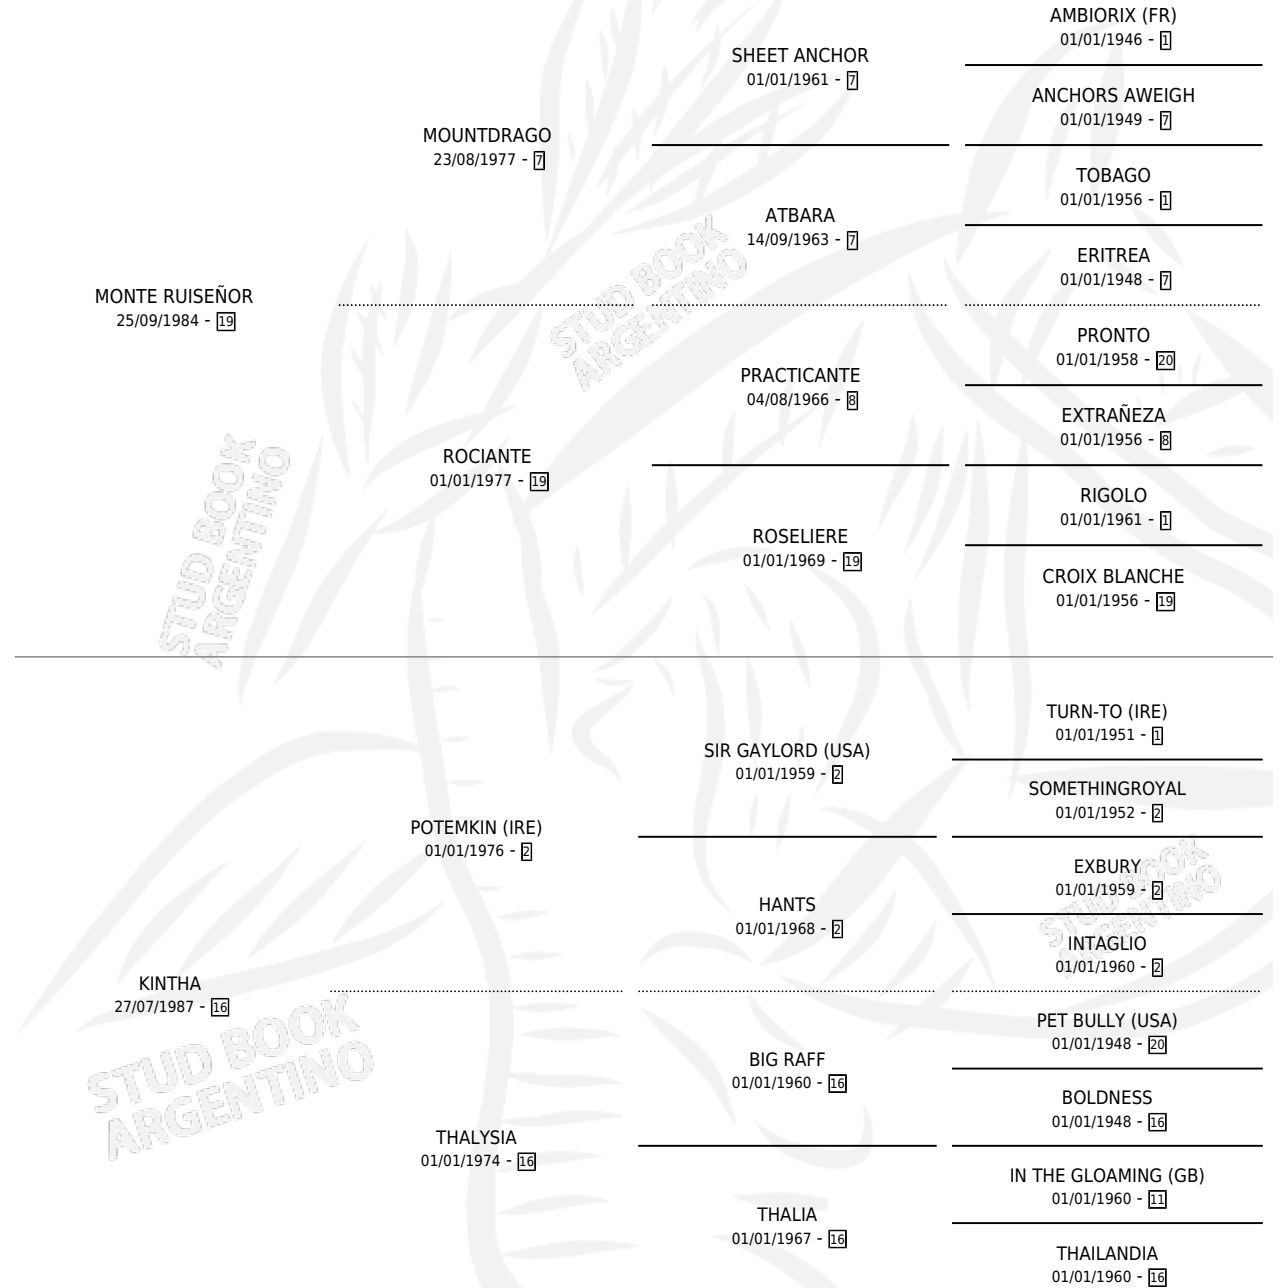 AMBIORIX (FR)
01/01/1946 - 1
SHEET ANCHOR
01/01/1961 - 7
ANCHORS AWEIGH
01/01/1949 - 7
MOUNTDRAGO
23/08/1977 - 7
TOBAGO
01/01/1956 - 1
ATBARA
14/09/1963 - 7
ERITREA
01/01/1948 - 7
MONTE RUISEÑOR
25/09/1984 - 19
STUD BOOK
ARGENTINO
PRONTO
01/01/1958 - 20
PRACTICANTE
04/08/1966 - 8
EXTRAÑEZA
01/01/1956 - 8
ROCIANTE
01/01/1977 - 19
RIGOLO
01/01/1961 - 1
ROSELIERE
01/01/1969 - 19
CROIX BLANCHE
01/01/1956 - 19
STUD BOOK
ARGENTINO
TURN-TO (IRE)
01/01/1951 - 1
SIR GAYLORD (USA)
01/01/1959 - 2
SOMETHINGROYAL
01/01/1952 - 2
POTEMKIN (IRE)
01/01/1976 - 2
EXBURY
01/01/1959 - 2
HANTS
01/01/1968 - 2
STUD BOOK
ARGENTINO
INTAGLIO
01/01/1960 - 2
KINTHA
27/07/1987 - 16
PET BULLY (USA)
01/01/1948 - 20
STUD BOOK
ARGENTINO
BIG RAFF
01/01/1960 - 16
BOLDNESS
01/01/1948 - 16
THALYSIA
01/01/1974 - 16
IN THE GLOAMING (GB)
01/01/1960 - 11
THALIA
01/01/1967 - 16
THAILANDIA
01/01/1960 - 16